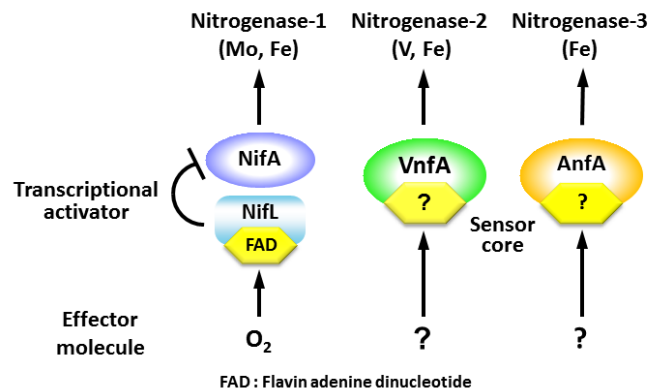 Nitrogenase-1 Nitrogenase-2 Nitrogenase-3
(Mo, Fe) (V, Fe) (Fe)
NifA VnfA AnfA
Transcriptional
activator
NifL ? ?
FAD
Sensor
core
Effector
molecule
O₂ ? ?
FAD : Flavin adenine dinucleotide